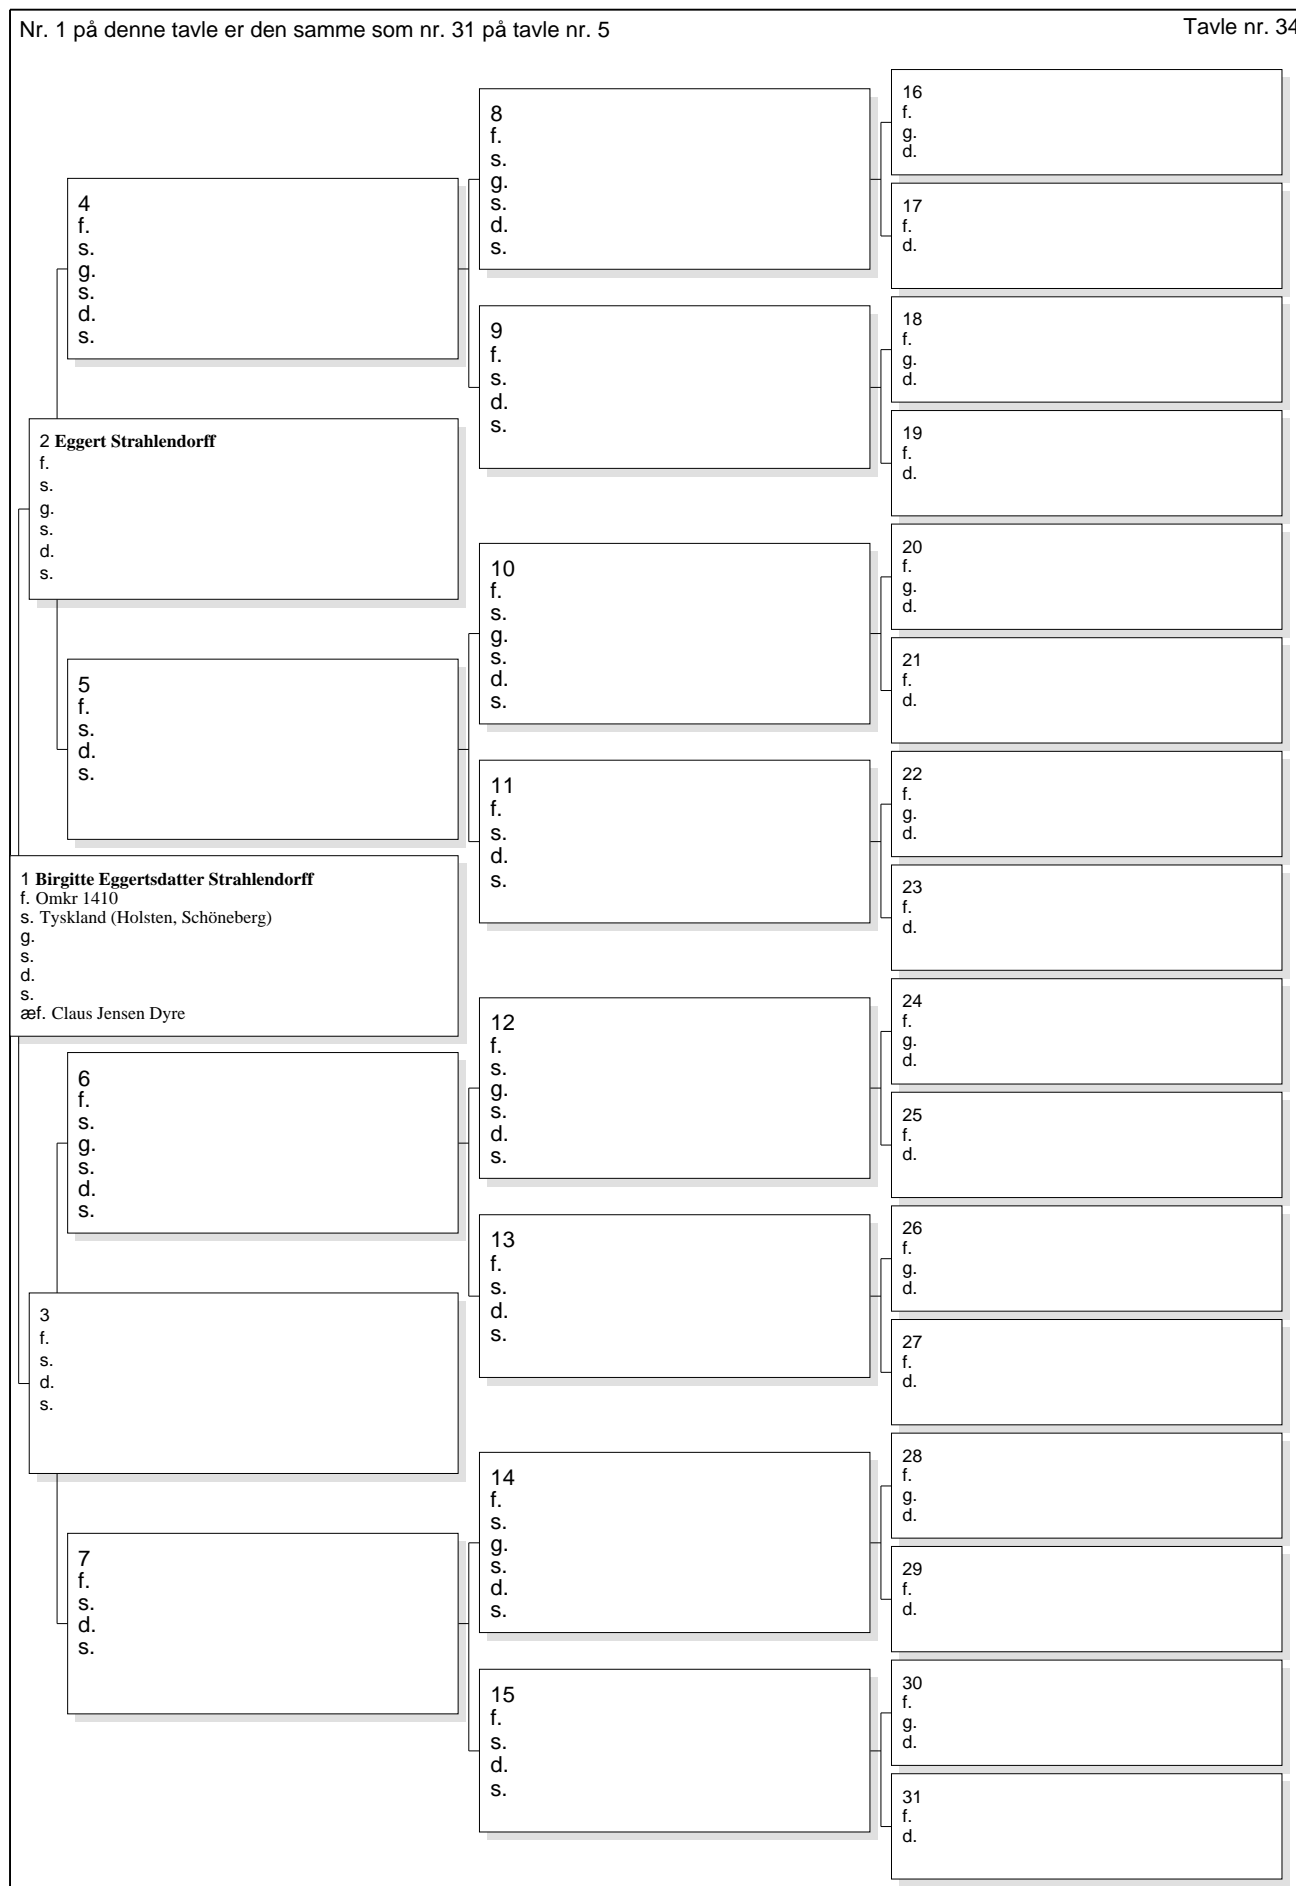 Nr. 1 på denne tavle er den samme som nr. 31 på tavle nr. 5
Tavle nr. 34
1 Birgitte Eggertsdatter Strahlendorff
f. Omkr 1410
s. Tyskland (Holsten, Schöneberg)
g.
s.
d.
s.
æf. Claus Jensen Dyre
2 Eggert Strahlendorff
f.
s.
g.
s.
d.
s.
3
f.
s.
d.
s.
4
f.
s.
g.
s.
d.
s.
5
f.
s.
d.
s.
6
f.
s.
g.
s.
d.
s.
7
f.
s.
d.
s.
8
f.
s.
g.
s.
d.
s.
9
f.
s.
d.
s.
10
f.
s.
g.
s.
d.
s.
11
f.
s.
d.
s.
12
f.
s.
g.
s.
d.
s.
13
f.
s.
d.
s.
14
f.
s.
g.
s.
d.
s.
15
f.
s.
d.
s.
16
f.
g.
d.
17
f.
d.
18
f.
g.
d.
19
f.
d.
20
f.
g.
d.
21
f.
d.
22
f.
g.
d.
23
f.
d.
24
f.
g.
d.
25
f.
d.
26
f.
g.
d.
27
f.
d.
28
f.
g.
d.
29
f.
d.
30
f.
g.
d.
31
f.
d.